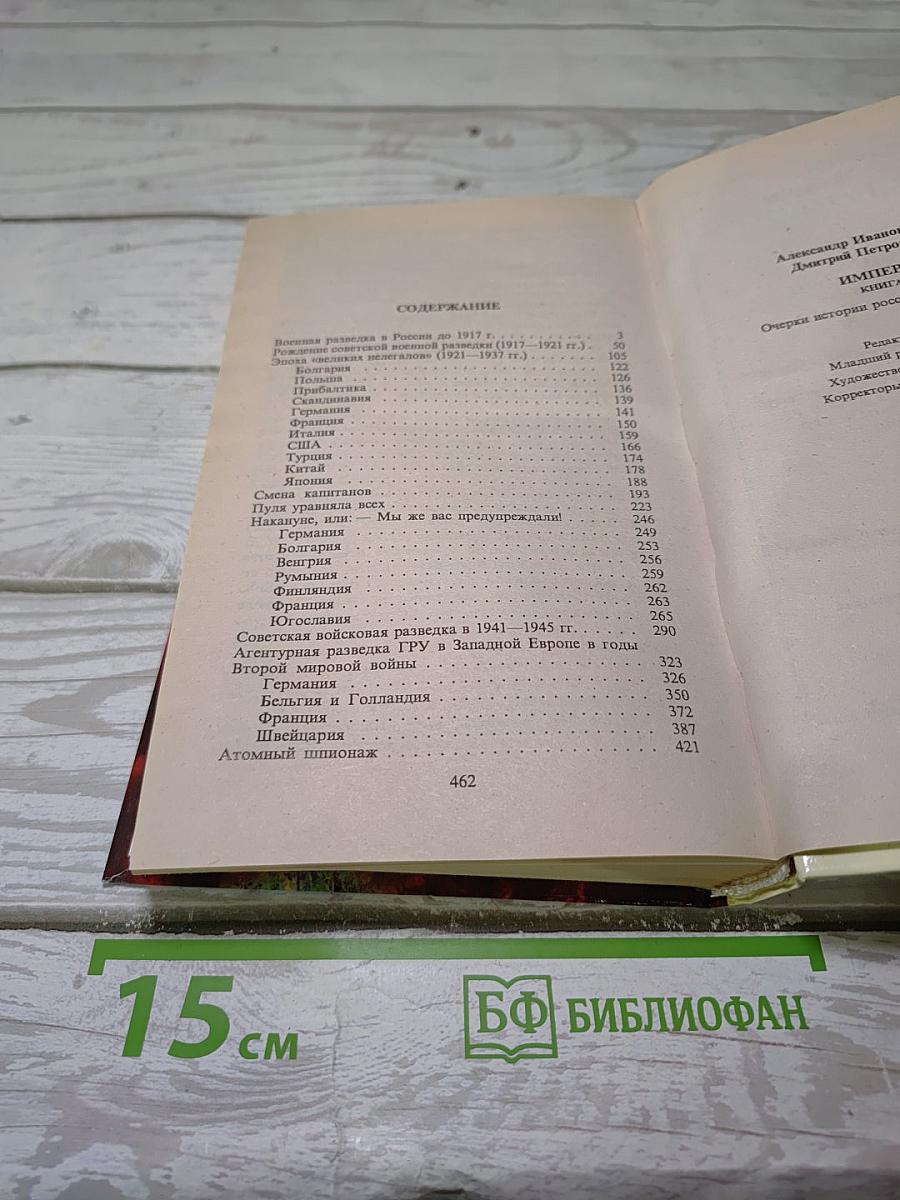 СОДЕРЖАНИЕ
Военная разведка в России до 1917 г. . . . . . . . . . . . 3
Рождение советской военной разведки (1917—1921 гг.) . . 50
Эпоха «великих нелегалов» (1921—1937 гг.) . . . . . . . 105
Болгария . . . . . . . . . . . . . . . . . . . . . . . 122
Польша . . . . . . . . . . . . . . . . . . . . . . . 126
Прибалтика . . . . . . . . . . . . . . . . . . . . . 136
Скандинавия . . . . . . . . . . . . . . . . . . . . 139
Германия . . . . . . . . . . . . . . . . . . . . . . 141
Франция . . . . . . . . . . . . . . . . . . . . . . 150
Италия . . . . . . . . . . . . . . . . . . . . . . . 159
США . . . . . . . . . . . . . . . . . . . . . . . . 166
Турция . . . . . . . . . . . . . . . . . . . . . . . 174
Китай . . . . . . . . . . . . . . . . . . . . . . . 178
Япония . . . . . . . . . . . . . . . . . . . . . . . 188
Смена капитанов . . . . . . . . . . . . . . . . . . . 193
Пуля уравняла всех . . . . . . . . . . . . . . . . . . 223
Накануне, или: — Мы же вас предупреждали! . . . . . 246
Германия . . . . . . . . . . . . . . . . . . . . . . 249
Болгария . . . . . . . . . . . . . . . . . . . . . . 253
Венгрия . . . . . . . . . . . . . . . . . . . . . . 256
Румыния . . . . . . . . . . . . . . . . . . . . . . 259
Финляндия . . . . . . . . . . . . . . . . . . . . . 262
Франция . . . . . . . . . . . . . . . . . . . . . . 263
Югославия . . . . . . . . . . . . . . . . . . . . . 265
Советская войсковая разведка в 1941—1945 гг. . . . . . 290
Агентурная разведка ГРУ в Западной Европе в годы
Второй мировой войны . . . . . . . . . . . . . . . . . 323
Германия . . . . . . . . . . . . . . . . . . . . . . 326
Бельгия и Голландия . . . . . . . . . . . . . . . . 350
Франция . . . . . . . . . . . . . . . . . . . . . . 372
Швейцария . . . . . . . . . . . . . . . . . . . . . 387
Атомный шпионаж . . . . . . . . . . . . . . . . . . . 421
462
Александр Иванов
Дмитрий Петро
ИМПЕР
КНИГА
Очерки истории росс
Редак
Младший р
Художестве
Корректоры
15 см
БФ БИБЛИОФАН